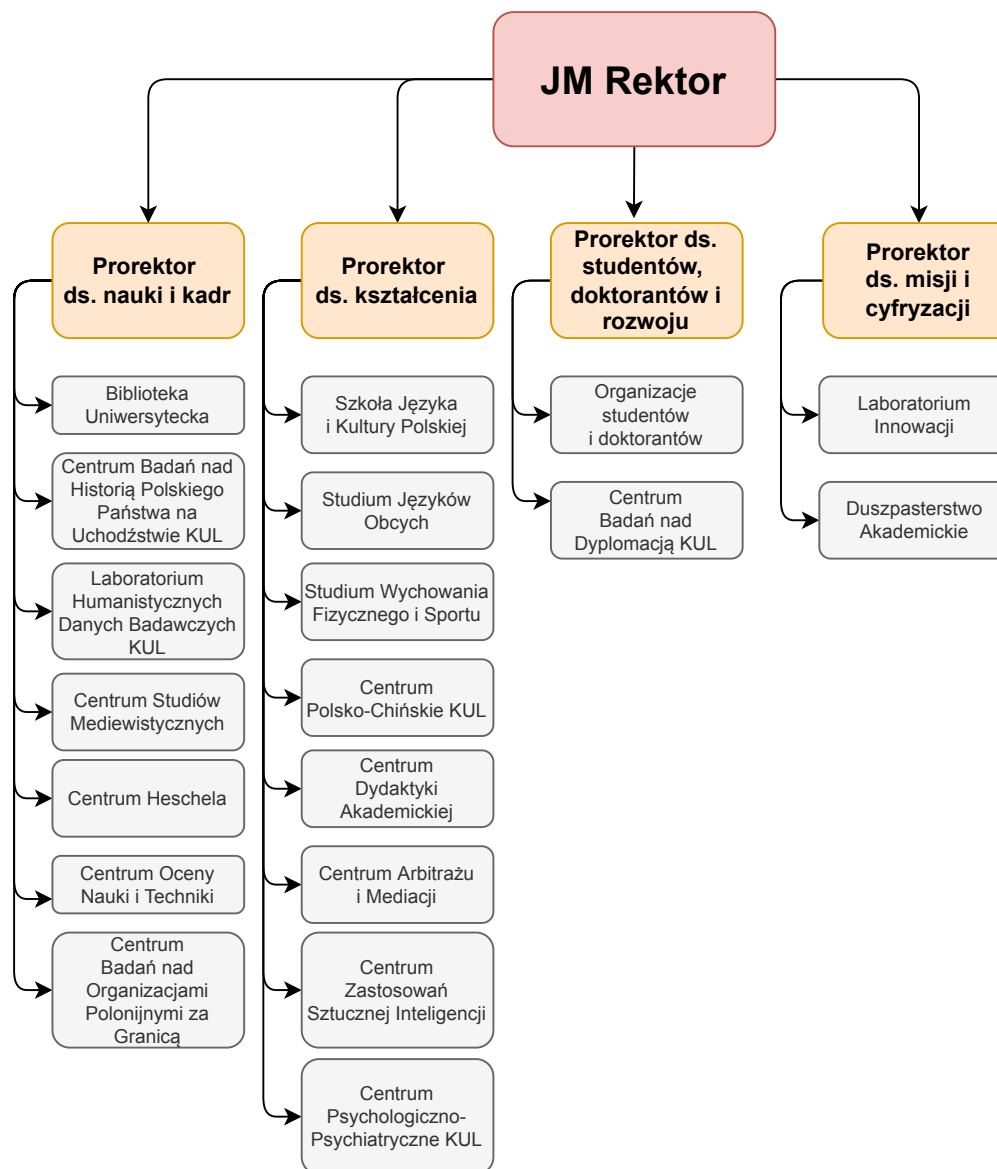 JM Rektor
Prorektor
ds. nauki i kadr
Biblioteka
Uniwersytecka
Centrum Badań nad
Historią Polskiego
Państwa na
Uchodźstwie KUL
Laboratorium
Humanistycznych
Danych Badawczych
KUL
Centrum Studiów
Mediewistycznych
Centrum Heschela
Centrum Oceny
Nauki i Techniki
Centrum
Badań nad
Organizacjami
Polonijnymi za
Granicą
Prorektor
ds. kształcenia
Szkoła Języka
i Kultury Polskiej
Studium Języków
Obcych
Studium Wychowania
Fizycznego i Sportu
Centrum
Polsko-Chińskie KUL
Centrum
Dydaktyki
Akademickiej
Centrum Arbitrażu
i Mediacji
Centrum
Zastosowań
Sztucznej Inteligencji
Centrum
Psychologiczno-
Psychiatryczne KUL
Prorektor ds.
studentów,
doktorantów i
rozwoju
Organizacje
studentów
i doktorantów
Centrum
Badań nad
Dyplomacją KUL
Prorektor
ds. misji i
cyfryzacji
Laboratorium
Innowacji
Duszpasterstwo
Akademickie